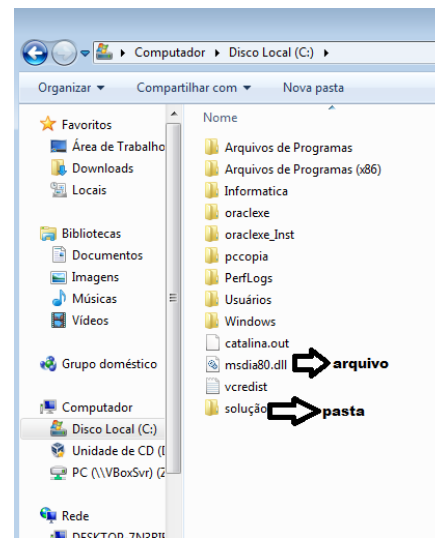 Computador ▸ Disco Local (C:) ▸
Organizar Compartilhar com Nova pasta
Favoritos
Área de Trabalho
Downloads
Locais
Bibliotecas
Documentos
Imagens
Músicas
Vídeos
Grupo doméstico
Computador
Disco Local (C:)
Unidade de CD (
PC (\\VBoxSvr) (Z
Rede
Nome
Arquivos de Programas
Arquivos de Programas (x86)
Informatica
oraclexe
oraclexe_Inst
pccopia
PerfLogs
Usuários
Windows
catalina.out
msdia80.dll arquivo
vcredist
solução pasta